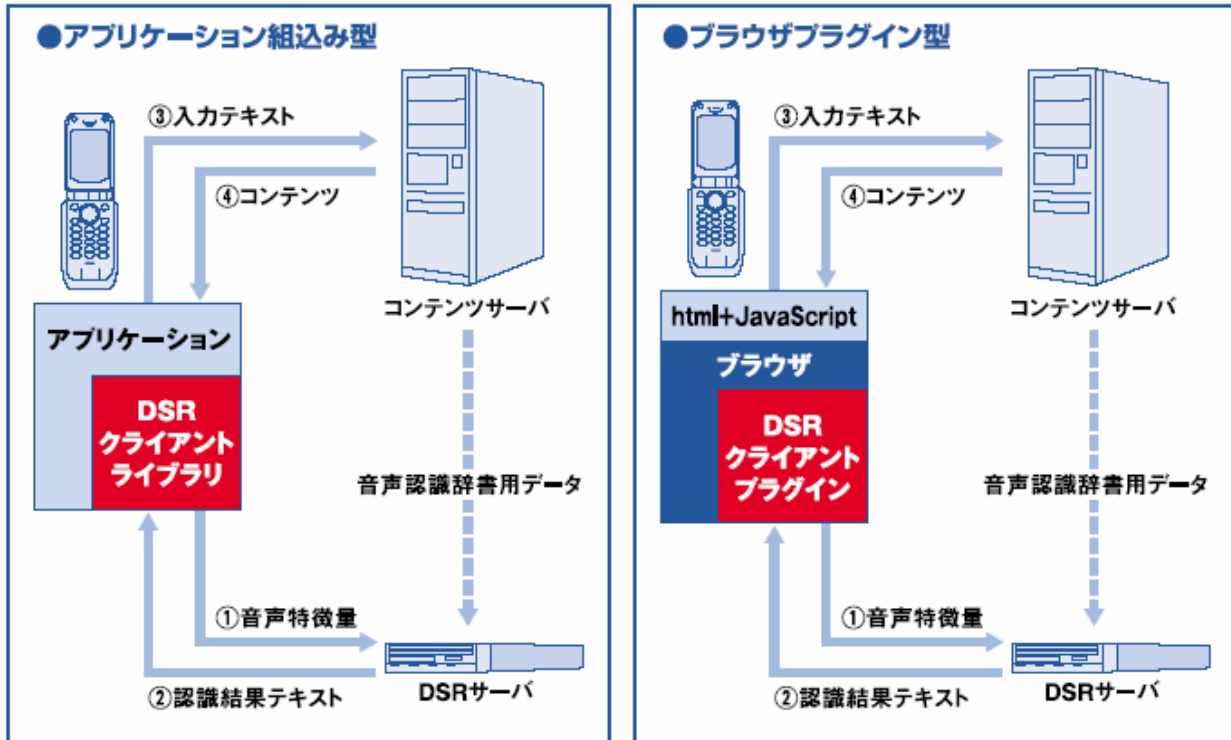 ●アプリケーション組込み型
③入力テキスト
④コンテンツ
コンテンツサーバ
アプリケーション
DSR
クライアント
ライブラリ
音声認識辞書用データ
①音声特徴量
②認識結果テキスト
DSRサーバ
●ブラウザプラグイン型
③入力テキスト
④コンテンツ
コンテンツサーバ
html+JavaScript
ブラウザ
DSR
クライアント
プラグイン
音声認識辞書用データ
①音声特徴量
②認識結果テキスト
DSRサーバ